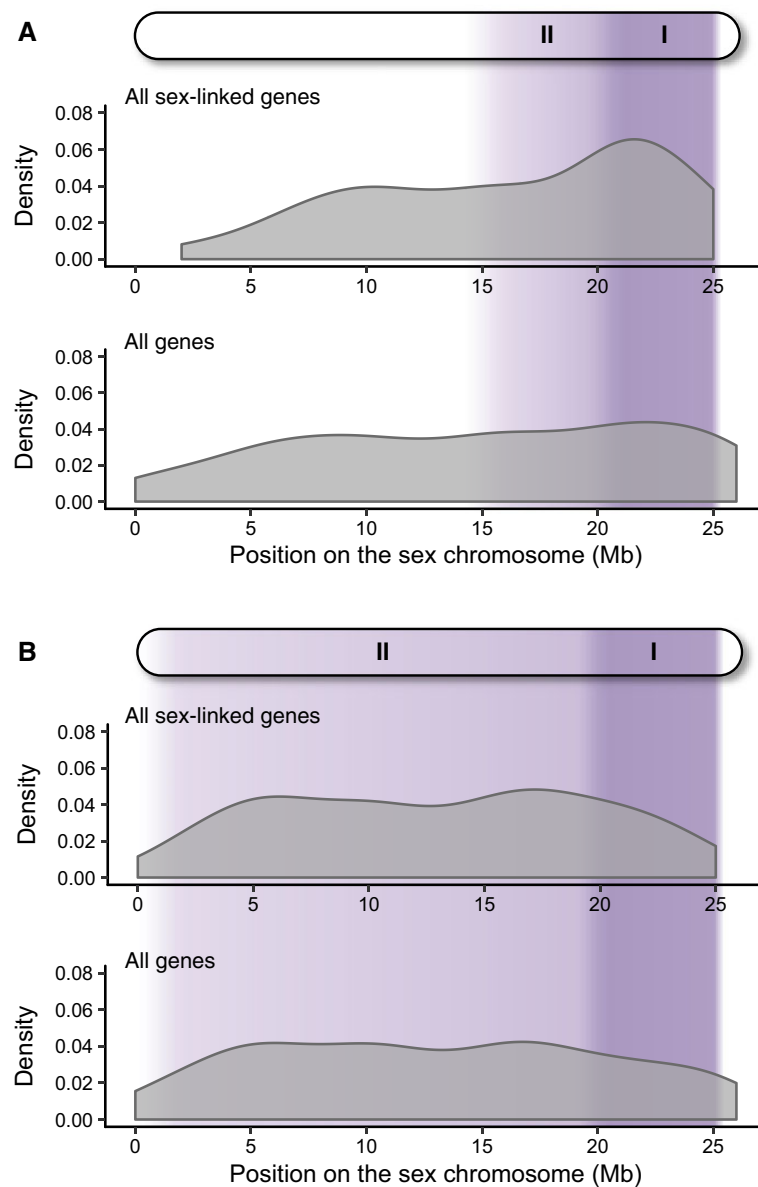 A
II I
All sex-linked genes
Density
0.08
0.06
0.04
0.02
0.00
0 5 10 15 20 25
All genes
Density
0.08
0.06
0.04
0.02
0.00
0 5 10 15 20 25
Position on the sex chromosome (Mb)
B
II I
All sex-linked genes
Density
0.08
0.06
0.04
0.02
0.00
0 5 10 15 20 25
All genes
Density
0.08
0.06
0.04
0.02
0.00
0 5 10 15 20 25
Position on the sex chromosome (Mb)